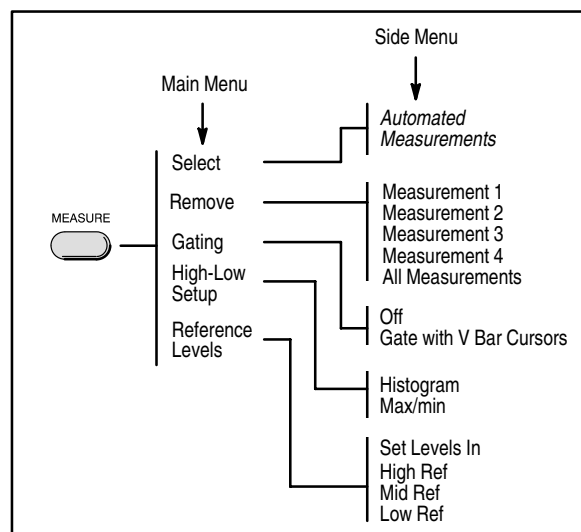 Side Menu
Main Menu
Automated
Measurements
Select
Remove
Measurement 1
Measurement 2
Measurement 3
Measurement 4
All Measurements
MEASURE
Gating
High-Low
Setup
Off
Gate with V Bar Cursors
Reference
Levels
Histogram
Max/min
Set Levels In
High Ref
Mid Ref
Low Ref